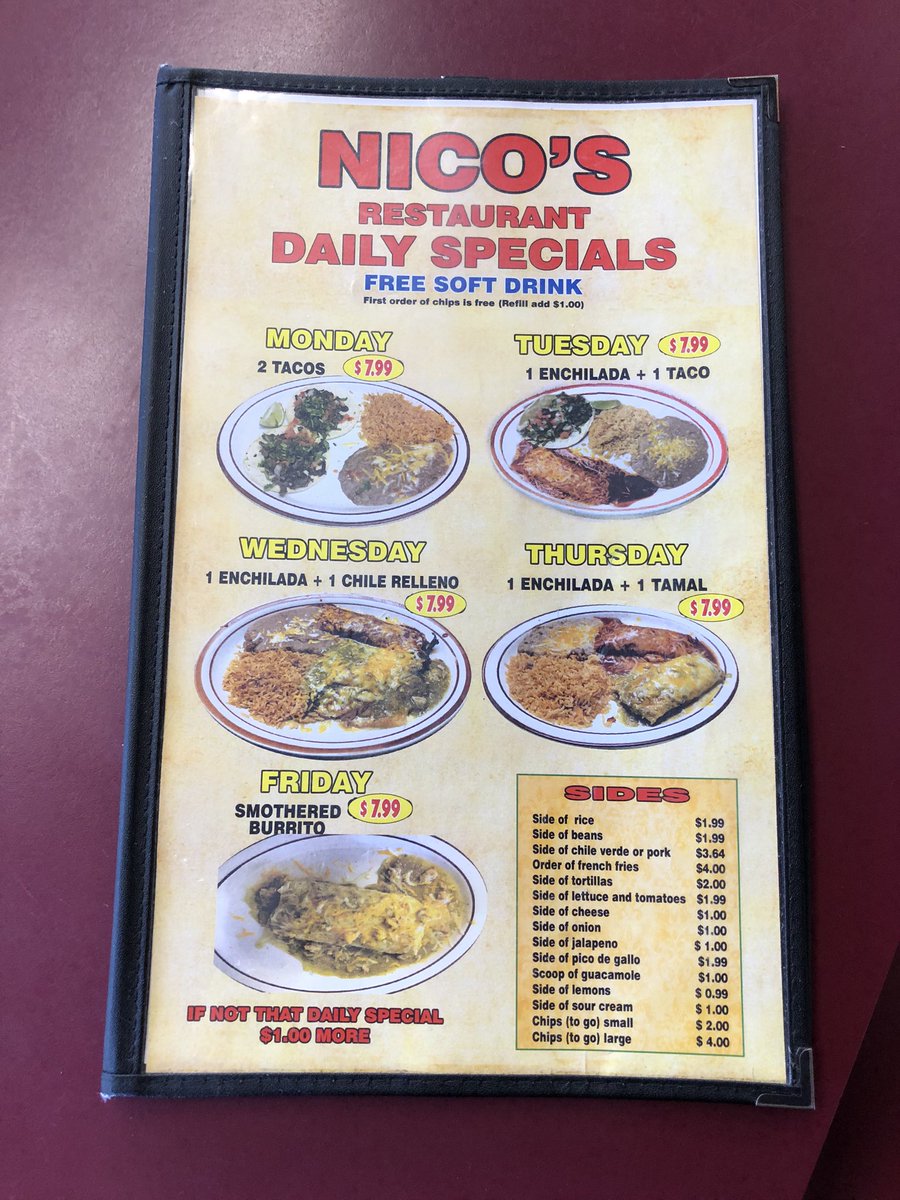 NICO'S
RESTAURANT
DAILY SPECIALS
FREE SOFT DRINK
First order of chips is free (Refill add $1.00)
MONDAY
2 TACOS $7.99
TUESDAY $7.99
1 ENCHILADA + 1 TACO
WEDNESDAY
1 ENCHILADA + 1 CHILE RELLENO
$7.99
THURSDAY
1 ENCHILADA + 1 TAMAL
$7.99
FRIDAY
SMOTHERED $7.99
BURRITO
IF NOT THAT DAILY SPECIAL
$1.00 MORE
SIDES
Side of rice $1.99
Side of beans $1.99
Side of chile verde or pork $3.64
Order of french fries $4.00
Side of tortillas $2.00
Side of lettuce and tomatoes $1.99
Side of cheese $1.00
Side of onion $1.00
Side of jalapeno $ 1.00
Side of pico de gallo $1.99
Scoop of guacamole $1.00
Side of lemons $ 0.99
Side of sour cream $ 1.00
Chips (to go) small $ 2.00
Chips (to go) large $ 4.00